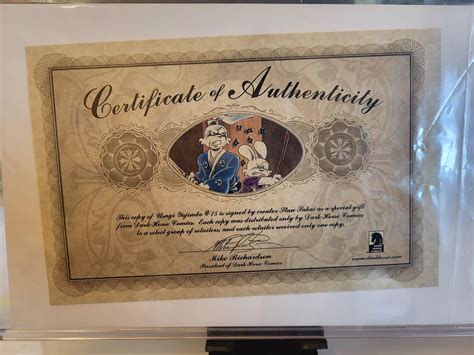 Certificate of Authenticity
This copy of Usagi Yojimbo #75 is signed by creator Stan Sakai as a special gift
from Dark Horse Comics. Each copy was distributed only by Dark Horse Comics
to a select group of retailers, and each retailer received only one copy.
Mike Richardson
President of Dark Horse Comics